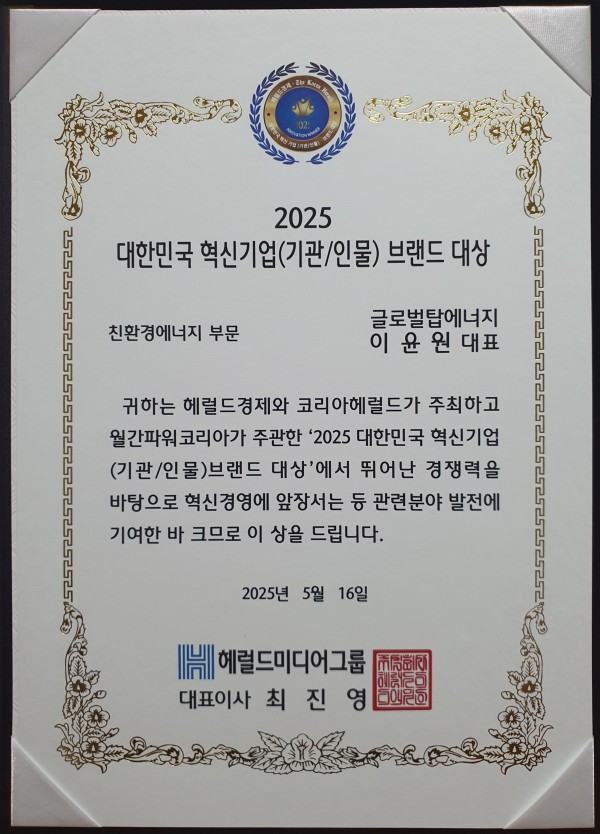 The Korea Herald
2025
대한민국 혁신기업(기관/인물) 브랜드 대상
친환경에너지 부문
글로벌탑에너지
이 윤 원 대표
귀하는 헤럴드경제와 코리아헤럴드가 주최하고
월간파워코리아가 주관한 ‘2025 대한민국 혁신기업
(기관/인물)브랜드 대상’에서 뛰어난 경쟁력을
바탕으로 혁신경영에 앞장서는 등 관련분야 발전에
기여한 바 크므로 이 상을 드립니다.
2025년 5월 16일
헤럴드미디어그룹
대표이사 최 진 영